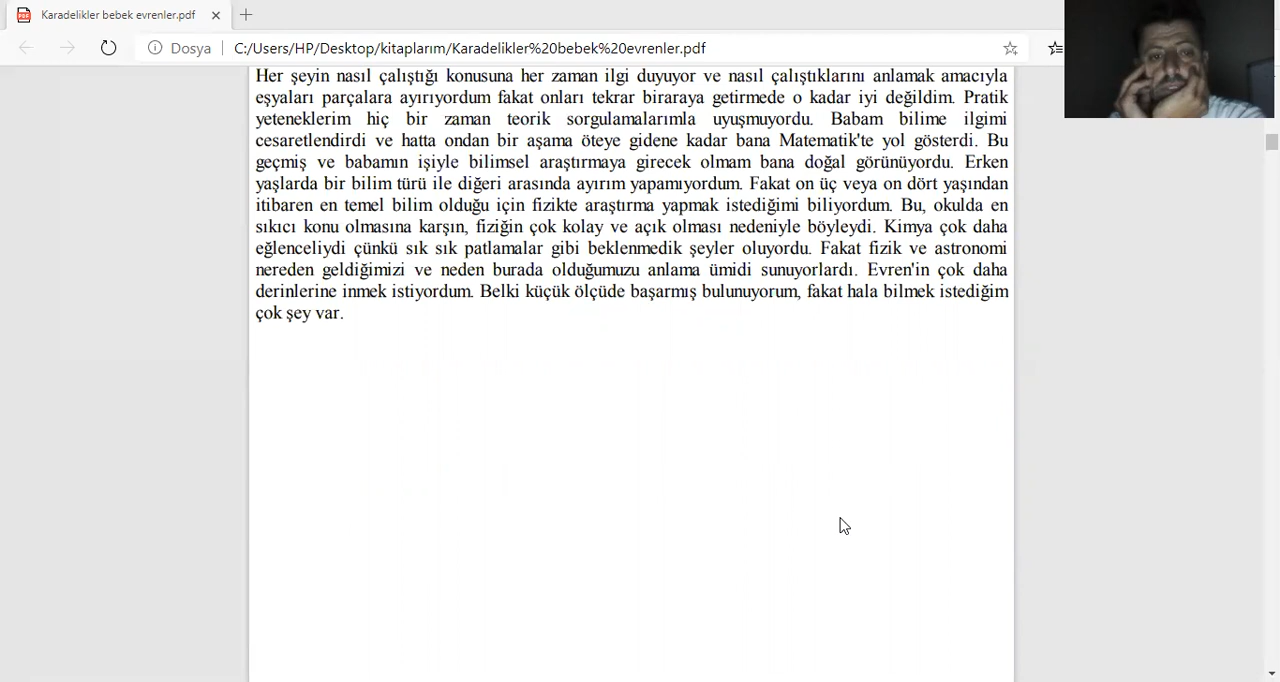 Karadelikler bebek evrenler.pdf
Dosya
C:/Users/HP/Desktop/kitaplarım/Karadelikler%20bebek%20evrenler.pdf
Her şeyin nasıl çalıştığı konusuna her zaman ilgi duyuyor ve nasıl çalıştıklarını anlamak amacıyla
eşyaları parçalara ayırıyordum fakat onları tekrar biraraya getirmede o kadar iyi değildim. Pratik
yeteneklerim hiç bir zaman teorik sorgulamalarımla uyuşmuyordu. Babam bilime ilgimi
cesaretlendirdi ve hatta ondan bir aşama öteye gidene kadar bana Matematik'te yol gösterdi. Bu
geçmiş ve babamın işiyle bilimsel araştırmaya girecek olmam bana doğal görünüyordu. Erken
yaşlarda bir bilim türü ile diğeri arasında ayırım yapamıyordum. Fakat on üç veya on dört yaşından
itibaren en temel bilim olduğu için fizikte araştırma yapmak istediğimi biliyordum. Bu, okulda en
sıkıcı konu olmasına karşın, fiziğin çok kolay ve açık olması nedeniyle böyleydi. Kimya çok daha
eğlenceliydi çünkü sık sık patlamalar gibi beklenmedik şeyler oluyordu. Fakat fizik ve astronomi
nereden geldiğimizi ve neden burada olduğumuzu anlama ümidi sunuyorlardı. Evren'in çok daha
derinlerine inmek istiyordum. Belki küçük ölçüde başarmış bulunuyorum, fakat hala bilmek istediğim
çok şey var.